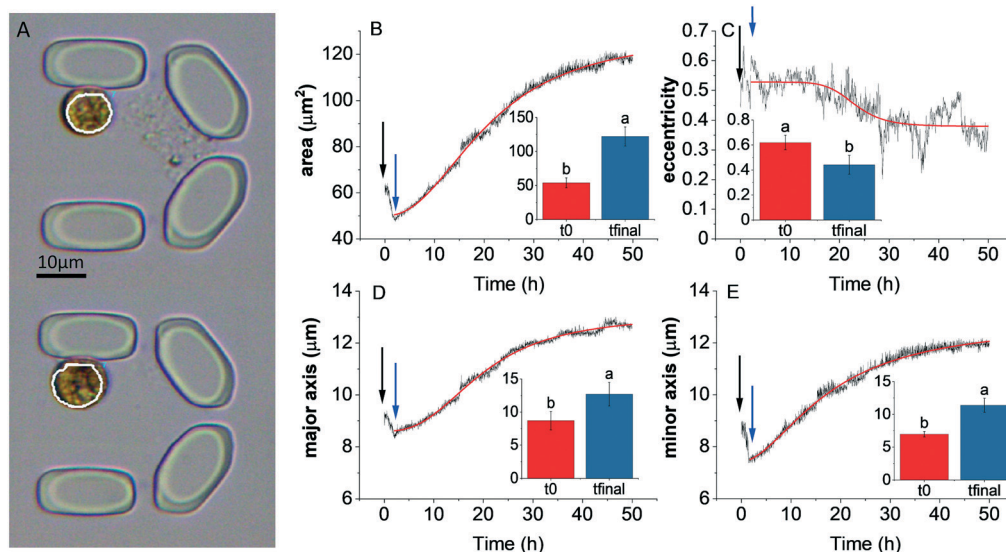 A
10μm
B
area (μm²)
120
100
80
60
40
0 10 20 30 40 50
Time (h)
150
100
50
0
b
a
t0
tfinal
C
eccentricity
0.7
0.6
0.5
0.4
0.3
0.2
0.1
0
0 10 20 30 40 50
Time (h)
0.8
0.6
0.4
0.2
0
a
b
t0
tfinal
D
major axis (μm)
14
12
10
8
6
0 10 20 30 40 50
Time (h)
15
10
5
0
b
a
t0
tfinal
E
minor axis (μm)
14
12
10
8
6
0 10 20 30 40 50
Time (h)
15
10
5
0
b
a
t0
tfinal